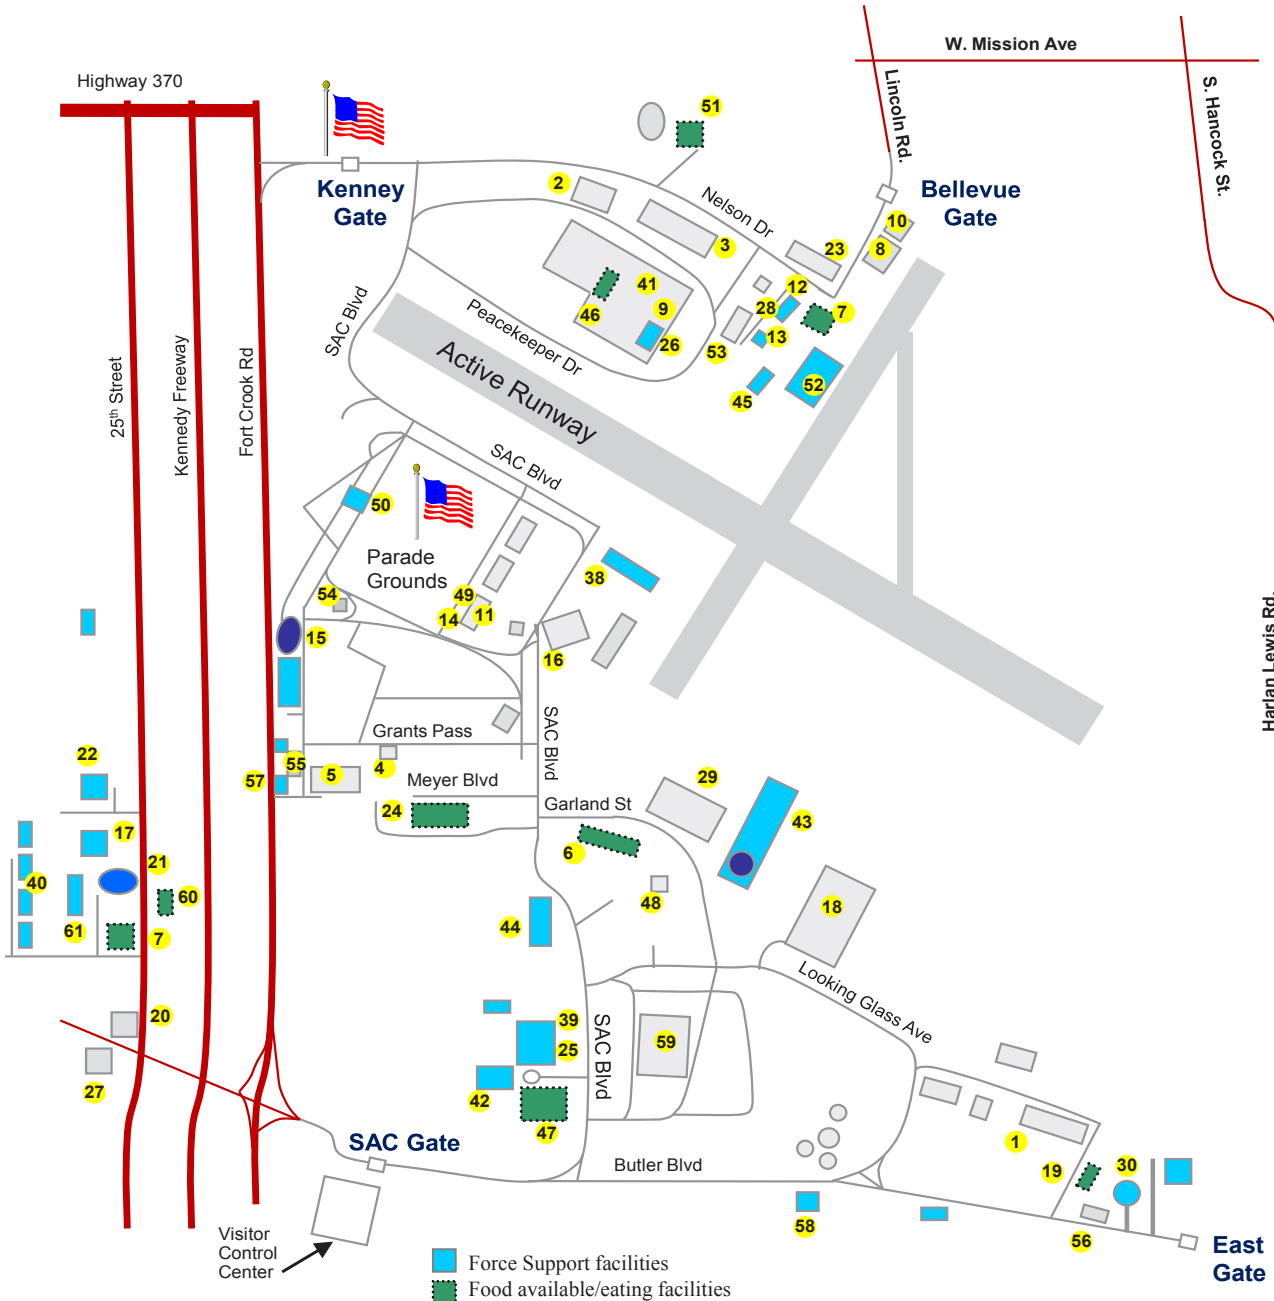 W. Mission Ave
Highway 370
Lincoln Rd.
S. Hancock St.
51
Kenney
Gate
2
Nelson Dr
Bellevue
Gate
10
8
3
23
41
12
46
9
28
7
26
13
53
SAC Blvd
Peacekeeper Dr
Active Runway
45
52
25th Street
Kennedy Freeway
Fort Crook Rd
SAC Blvd
50
Parade
Grounds
38
54
49
14
11
15
16
Harlan Lewis Rd.
Grants Pass
SAC Blvd
22
57
55
5
4
Meyer Blvd
29
24
Garland St
43
17
6
21
40
60
48
18
61
7
44
Looking Glass Ave
20
39
25
SAC Blvd
59
27
42
47
1
SAC Gate
19
30
Butler Blvd
58
56
Visitor
Control
Center
East
Gate
Force Support facilities
Food available/eating facilities